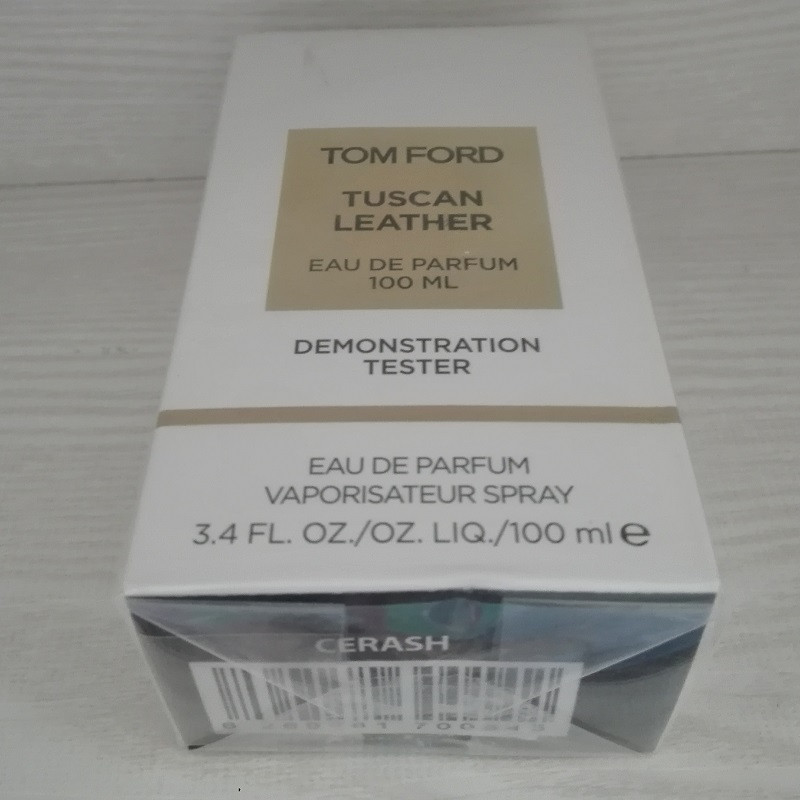 TOM FORD
TUSCAN
LEATHER
EAU DE PARFUM
100 ML
DEMONSTRATION
TESTER
EAU DE PARFUM
VAPORISATEUR SPRAY
3.4 FL. OZ./OZ. LIQ./100 ml e
CERASH